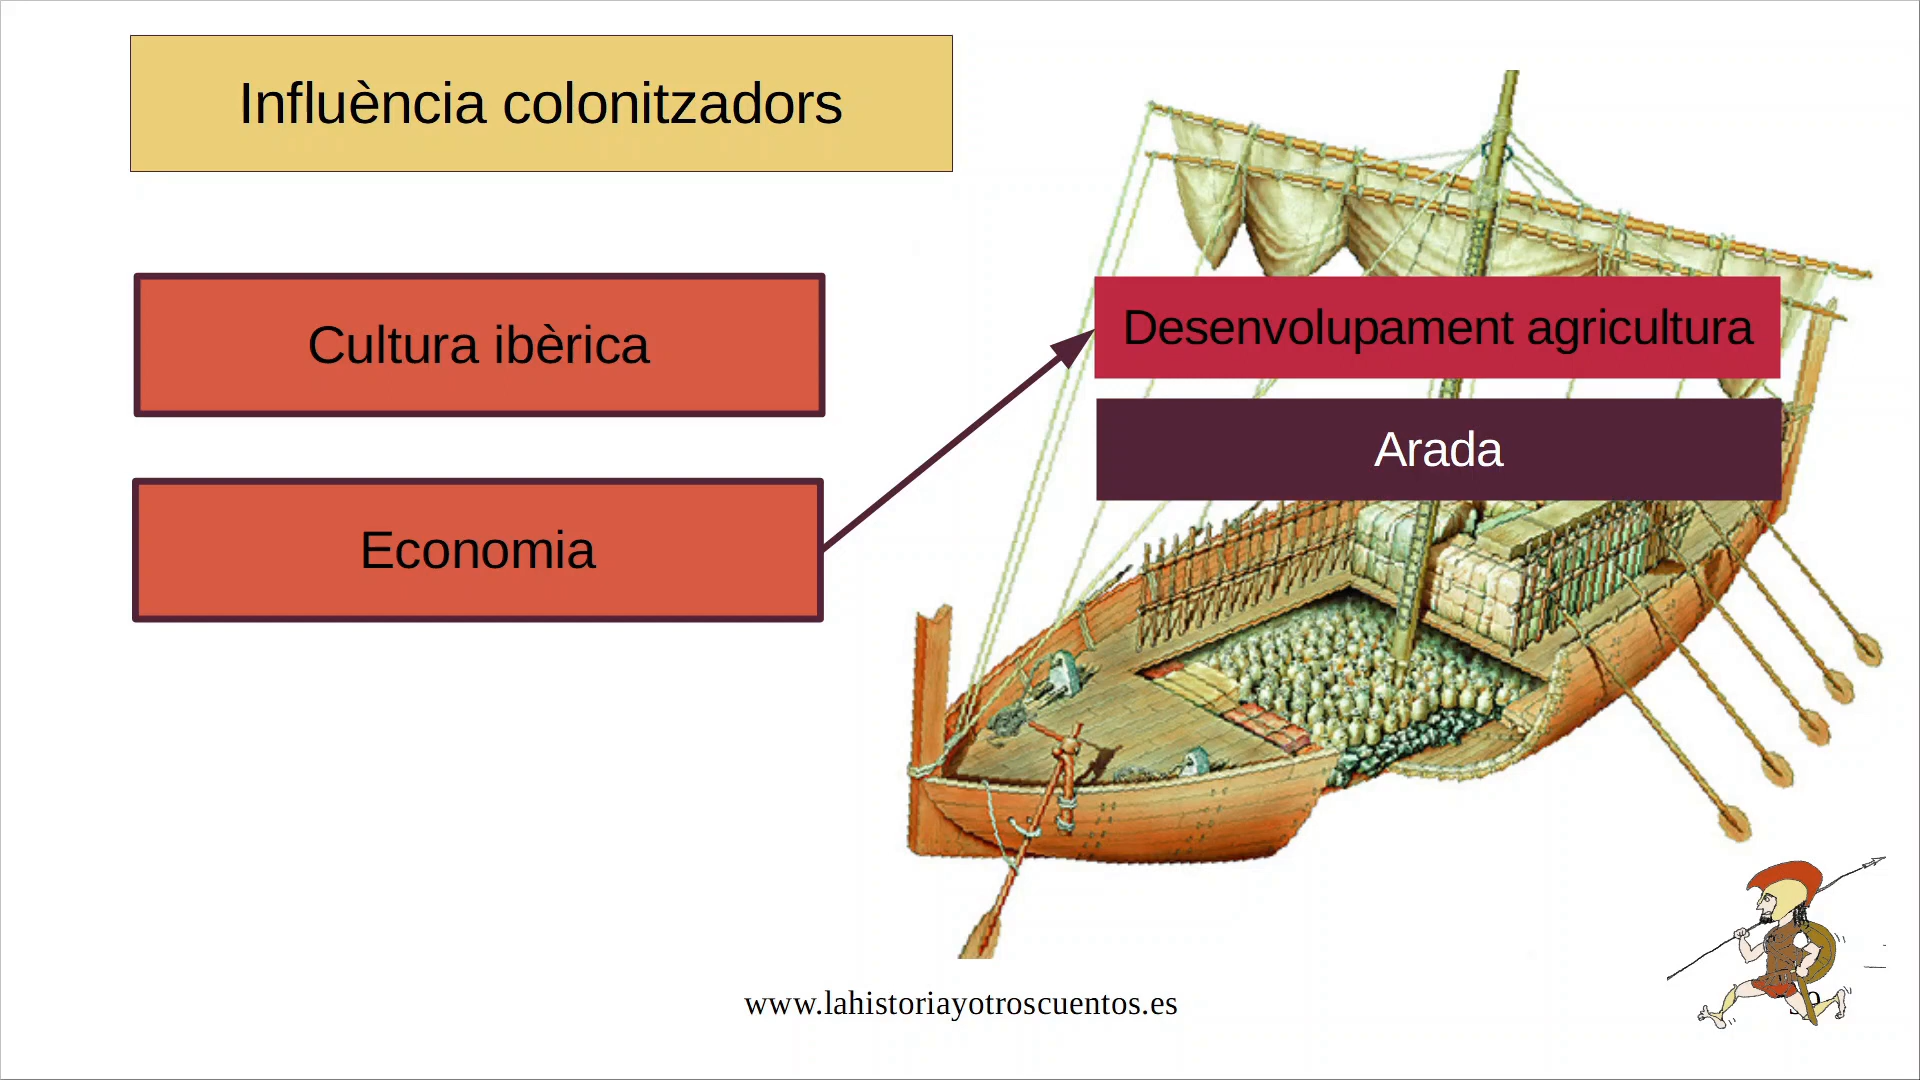 Influència colonitzadors
Cultura ibèrica
Desenvolupament agricultura
Arada
Economia
www.lahistoriayotroscuentos.es